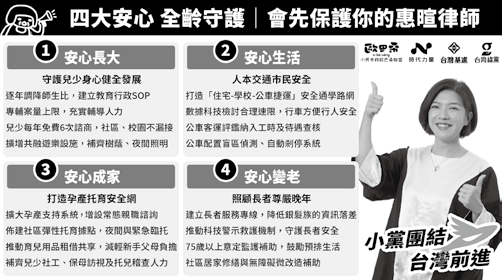 四大安心 全齡守護｜會先保護你的惠暄律師
1 安心長大
守護兒少身心健全發展
逐年調降師生比，建立教育行政SOP
專輔案量上限，充實輔導人力
兒少每年免費6次諮商，社區、校園不漏接
擴增共融遊樂設施，補齊樹蔭、夜間照明
2 安心生活
人本交通市民安全
打造「住宅-學校-公車捷運」安全通學路網
數據科技檢討合理速限，行車方便行人安全
公車客運評鑑納入工時及待遇查核
公車配置盲區偵測、自動剎停系統
3 安心成家
打造孕產托育安全網
擴大孕產支持系統，增設常態親職諮詢
佈建社區彈性托育據點，夜間與緊急臨托
推動育兒用品租借共享，減輕新手父母負擔
補齊兒少社工、保母訪視及托兒稽查人力
4 安心變老
照顧長者尊嚴晚年
建立長者服務專線，降低銀髮族的資訊落差
推動科技警示救護機制，守護長者安全
75歲以上意定監護補助，鼓勵預排生活
社區居家修繕與無障礙微改造補助
歐巴桑
小民參政歐巴桑聯盟
時代力量
台灣基進
台灣綠黨
小黨團結
台灣前進